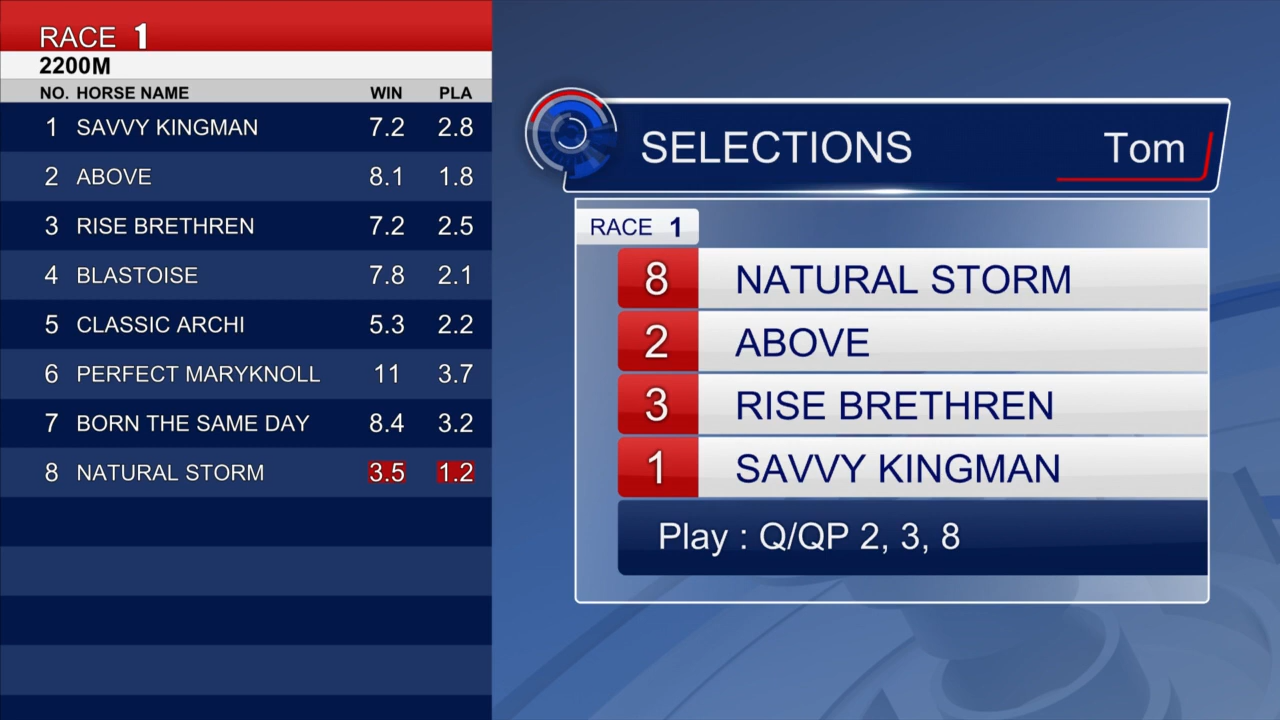 RACE 1
2200M
NO. HORSE NAME WIN PLA
1 SAVVY KINGMAN 7.2 2.8
2 ABOVE 8.1 1.8
3 RISE BRETHREN 7.2 2.5
4 BLASTOISE 7.8 2.1
5 CLASSIC ARCHI 5.3 2.2
6 PERFECT MARYKNOLL 11 3.7
7 BORN THE SAME DAY 8.4 3.2
8 NATURAL STORM 3.5 1.2
SELECTIONS Tom
RACE 1
8 NATURAL STORM
2 ABOVE
3 RISE BRETHREN
1 SAVVY KINGMAN
Play : Q/QP 2, 3, 8